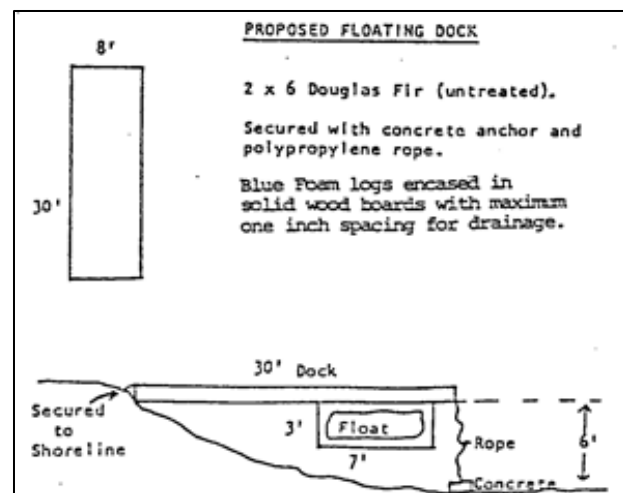 PROPOSED FLOATING DOCK
8'
2 x 6 Douglas Fir (untreated).
Secured with concrete anchor and
polypropylene rope.
Blue Foam logs encased in
solid wood boards with maximum
one inch spacing for drainage.
30'
30' Dock
Secured
to
Shoreline
3'
Float
7'
Rope
6'
Concrete